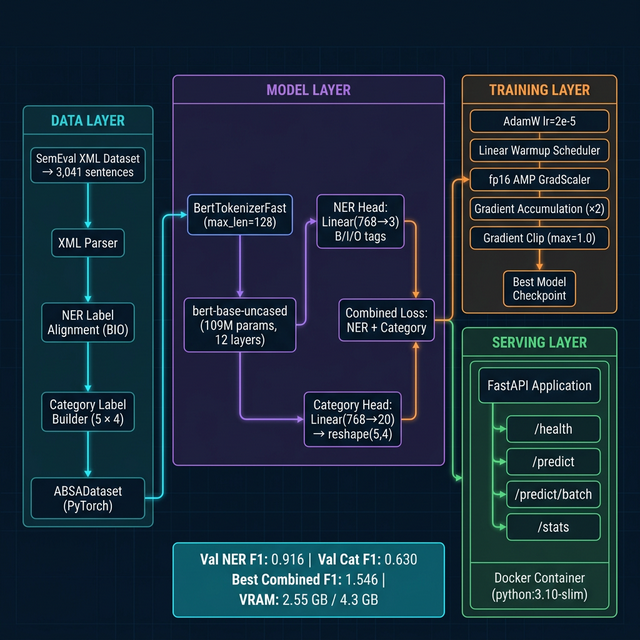 DATA LAYER
SemEval XML Dataset
→ 3,041 sentences
XML Parser
NER Label
Alignment (BIO)
Category Label
Builder (5 × 4)
ABSADataset
(PyTorch)
MODEL LAYER
BertTokenizerFast
(max_len=128)
bert-base-uncased
(109M params,
12 layers)
NER Head:
Linear(768→3)
B/I/O tags
Category Head:
Linear(768→20)
→ reshape(5,4)
Combined Loss:
NER + Category
TRAINING LAYER
AdamW lr=2e-5
Linear Warmup Scheduler
fp16 AMP GradScaler
Gradient Accumulation (×2)
Gradient Clip (max=1.0)
Best Model
Checkpoint
SERVING LAYER
FastAPI Application
/health
/predict
/predict/batch
/stats
Docker Container
(python:3.10-slim)
Val NER F1: 0.916 | Val Cat F1: 0.630
Best Combined F1: 1.546 |
VRAM: 2.55 GB / 4.3 GB